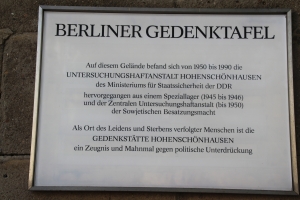 BERLINER GEDENKTAFEL
Auf diesem Gelände befand sich von 1950 bis 1990 die
UNTERSUCHUNGSHAFTANSTALT HOHENSCHÖNHAUSEN
des Ministeriums für Staatssicherheit der DDR
hervorgegangen aus einem Speziallager (1945 bis 1946)
und der Zentralen Untersuchungshaftanstalt (bis 1950)
der Sowjetischen Besatzungsmacht
Als Ort des Leidens und Sterbens verfolgter Menschen ist die
GEDENKSTÄTTE HOHENSCHÖNHAUSEN
ein Zeugnis und Mahnmal gegen politische Unterdrückung